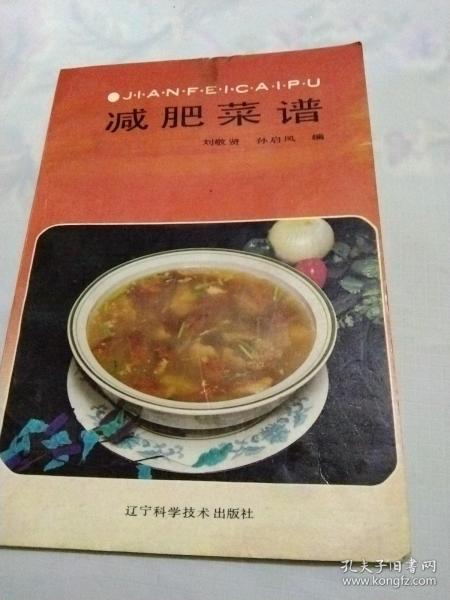 ●J·I·A·N·F·E·I·C·A·I·P·U
减肥菜谱
刘敬贤 孙启凤 编
辽宁科学技术出版社
孔夫子旧书网
www.kongfz.com